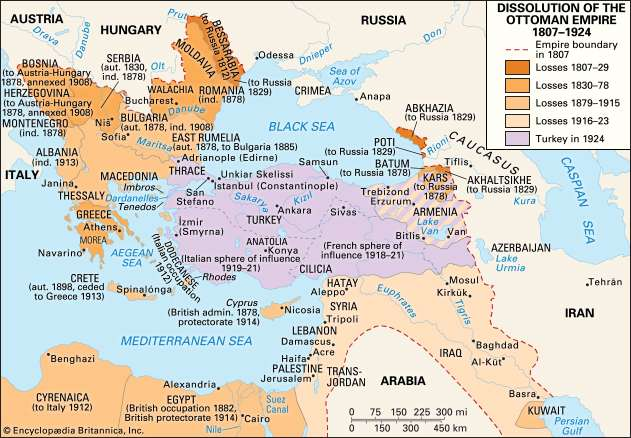 DISSOLUTION OF THE
OTTOMAN EMPIRE
1807–1924
Empire boundary
in 1807
Losses 1807–29
Losses 1830–78
Losses 1879–1915
Losses 1916–23
Turkey in 1924
AUSTRIA
HUNGARY
RUSSIA
Prut
Drava
Danube
BOSNIA
(to Austria-Hungary
1878, annexed 1908)
HERZEGOVINA
(to Austria-Hungary
1878, annexed 1908)
MONTENEGRO
(ind. 1878)
SERBIA
(aut. 1830,
ind. 1878)
Olt
MOLDAVIA
BESSARABIA
(to Russia
1812)
(to Russia
1829)
WALACHIA
Bucharest
ROMANIA
(ind. 1878)
Danube
Odessa
Dnieper
Don
Sea of
Azov
CRIMEA
Anapa
Niš
Sofia
BULGARIA
(aut. 1878, ind. 1908)
EAST RUMELIA
(aut. 1878, to Bulgaria 1885)
Maritsa
BLACK SEA
ABKHAZIA
(to Russia 1829)
CAUCASUS
POTI
(to Russia 1829)
Rioni
BATUM
(to Russia 1878)
Tiflis
KARS
(to Russia
1878)
AKHALTSIKHE
(to Russia 1829)
Kura
CASPIAN SEA
ALBANIA
(ind. 1913)
ITALY
Janina
MACEDONIA
Adrianople (Edirne)
THRACE
Unkiar Skelissi
Istanbul (Constantinople)
San
Stefano
Imbros
Dardanelles
Tenedos
Samsun
Trebizond
Erzurum
ARMENIA
Lake
Van
Van
Bitlis
AZERBAIJAN
Lake
Urmia
THESSALY
GREECE
Athens
MOREA
Navarino
AEGEAN
SEA
İzmir
(Smyrna)
Sakarya
Kızıl
Ankara
Sivas
TURKEY
ANATOLIA
Konya
(Italian sphere of
influence
1919–21)
(French sphere of
influence 1918–21)
CILICIA
DODECANESE
(Italian occupation
1912)
Rhodes
CRETE
(aut. 1898, ceded
to Greece 1913)
Spinalónga
Cyprus
(British admin. 1878,
protectorate 1914)
Nicosia
HATAY
Aleppo
SYRIA
Tripoli
LEBANON
Damascus
Acre
Haifa
PALESTINE
Jerusalem
TRANS-
JORDAN
Euphrates
Tigris
Mosul
Kirkūk
Tehrān
IRAN
IRAQ
Baghdad
Al-Kūt
Basra
KUWAIT
Persian
Gulf
ARABIA
MEDITERRANEAN SEA
Benghazi
CYRENAICA
(to Italy 1912)
Alexandria
EGYPT
(British occupation 1882,
British protectorate 1914)
Cairo
Nile
Suez
Canal
0 75 150 225 300 mi
0 150 300 450 km
© Encyclopædia Britannica, Inc.